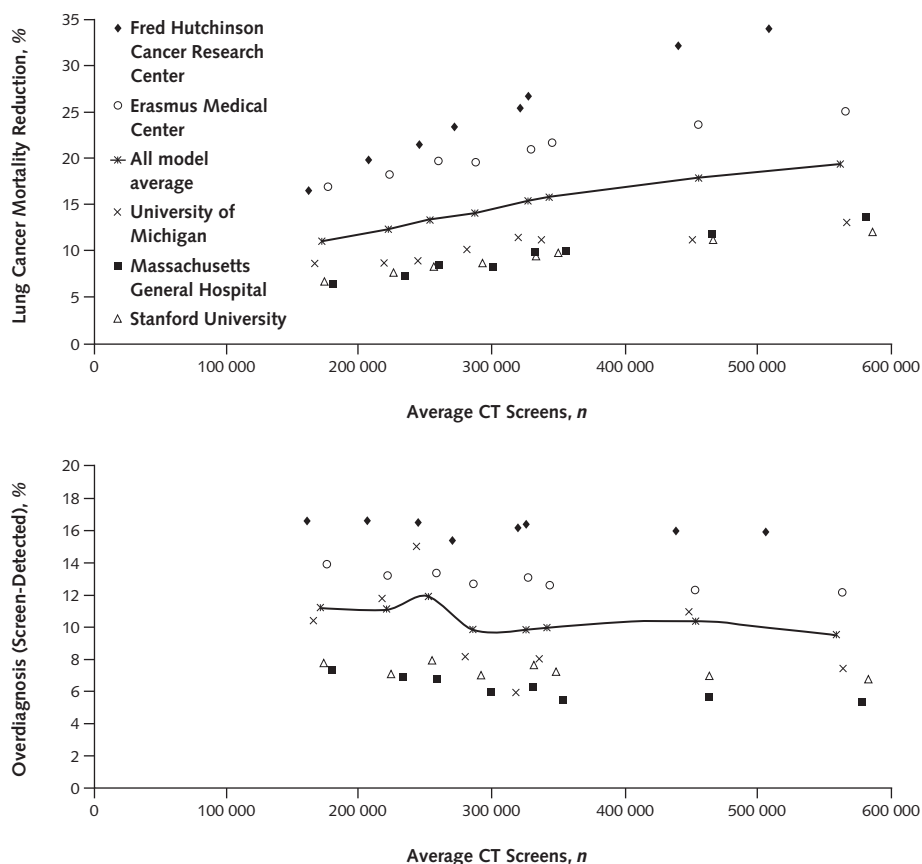 Lung Cancer Mortality Reduction, %
35
30
25
20
15
10
5
0
Fred Hutchinson
Cancer Research
Center
Erasmus Medical
Center
All model
average
University of
Michigan
Massachusetts
General Hospital
Stanford University
0
100 000
200 000
300 000
400 000
500 000
600 000
Average CT Screens, n
Overdiagnosis (Screen-Detected), %
20
18
16
14
12
10
8
6
4
2
0
0
100 000
200 000
300 000
400 000
500 000
600 000
Average CT Screens, n